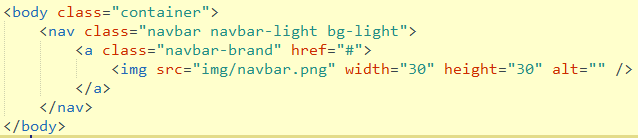 <body class="container">
<nav class="navbar navbar-light bg-light">
<a class="navbar-brand" href="#">
<img src="img/navbar.png" width="30" height="30" alt="" />
</a>
</nav>
</body>